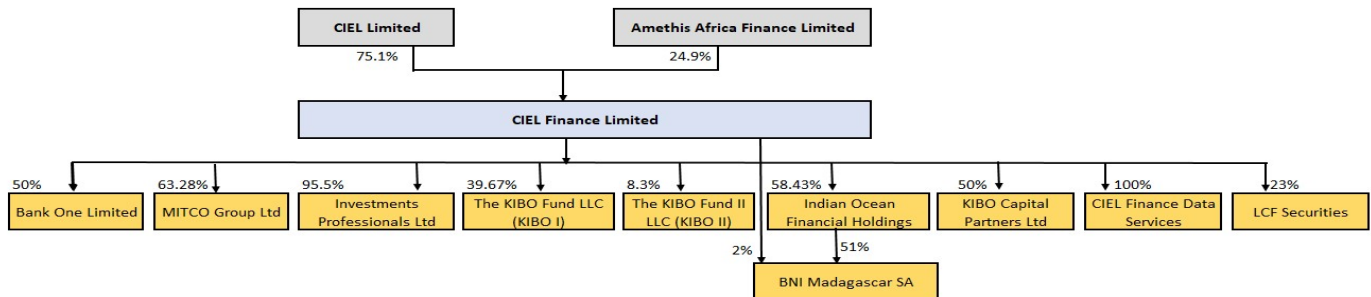 CIEL Limited
Amethis Africa Finance Limited
75.1%
24.9%
CIEL Finance Limited
50%
63.28%
95.5%
39.67%
8.3%
58.43%
50%
100%
23%
Bank One Limited
MITCO Group Ltd
Investments
Professionals Ltd
The KIBO Fund LLC
(KIBO I)
The KIBO Fund II
LLC (KIBO II)
Indian Ocean
Financial Holdings
KIBO Capital
Partners Ltd
CIEL Finance Data
Services
LCF Securities
2%
51%
BNI Madagascar SA